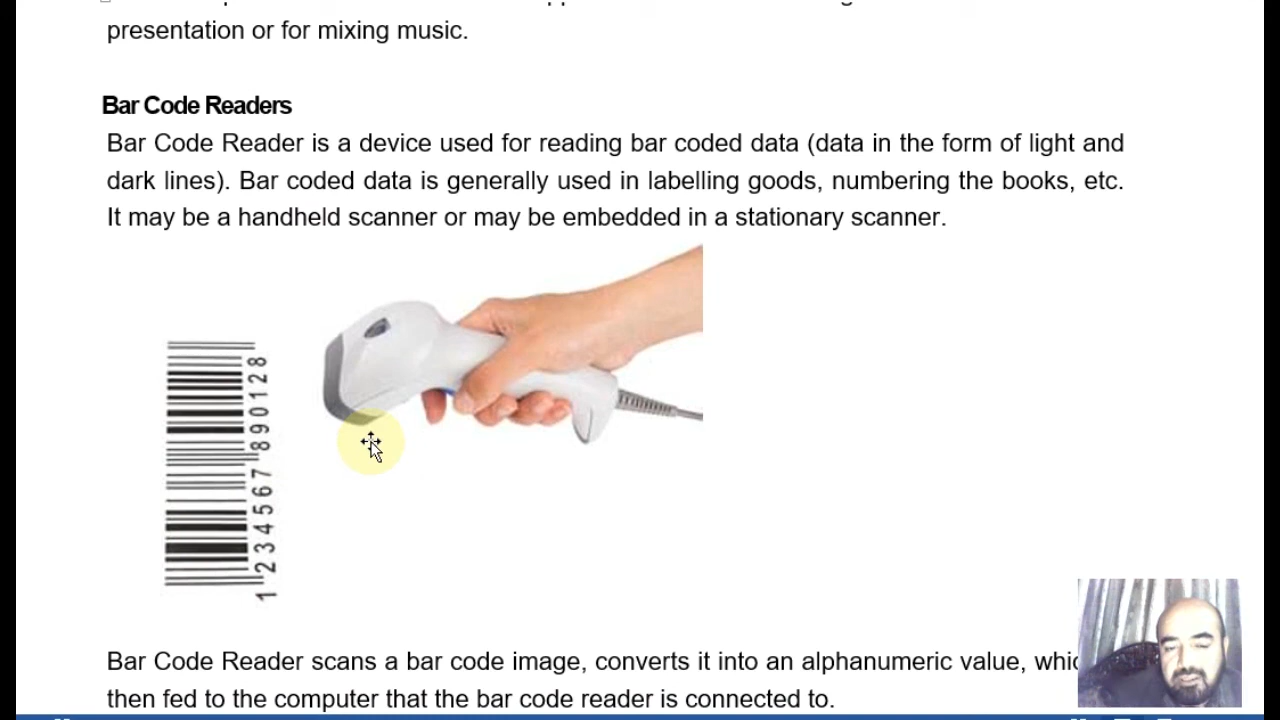 presentation or for mixing music.
Bar Code Readers
Bar Code Reader is a device used for reading bar coded data (data in the form of light and
dark lines). Bar coded data is generally used in labelling goods, numbering the books, etc.
It may be a handheld scanner or may be embedded in a stationary scanner.
1 234567 890128
Bar Code Reader scans a bar code image, converts it into an alphanumeric value,
then fed to the computer that the bar code reader is connected to.